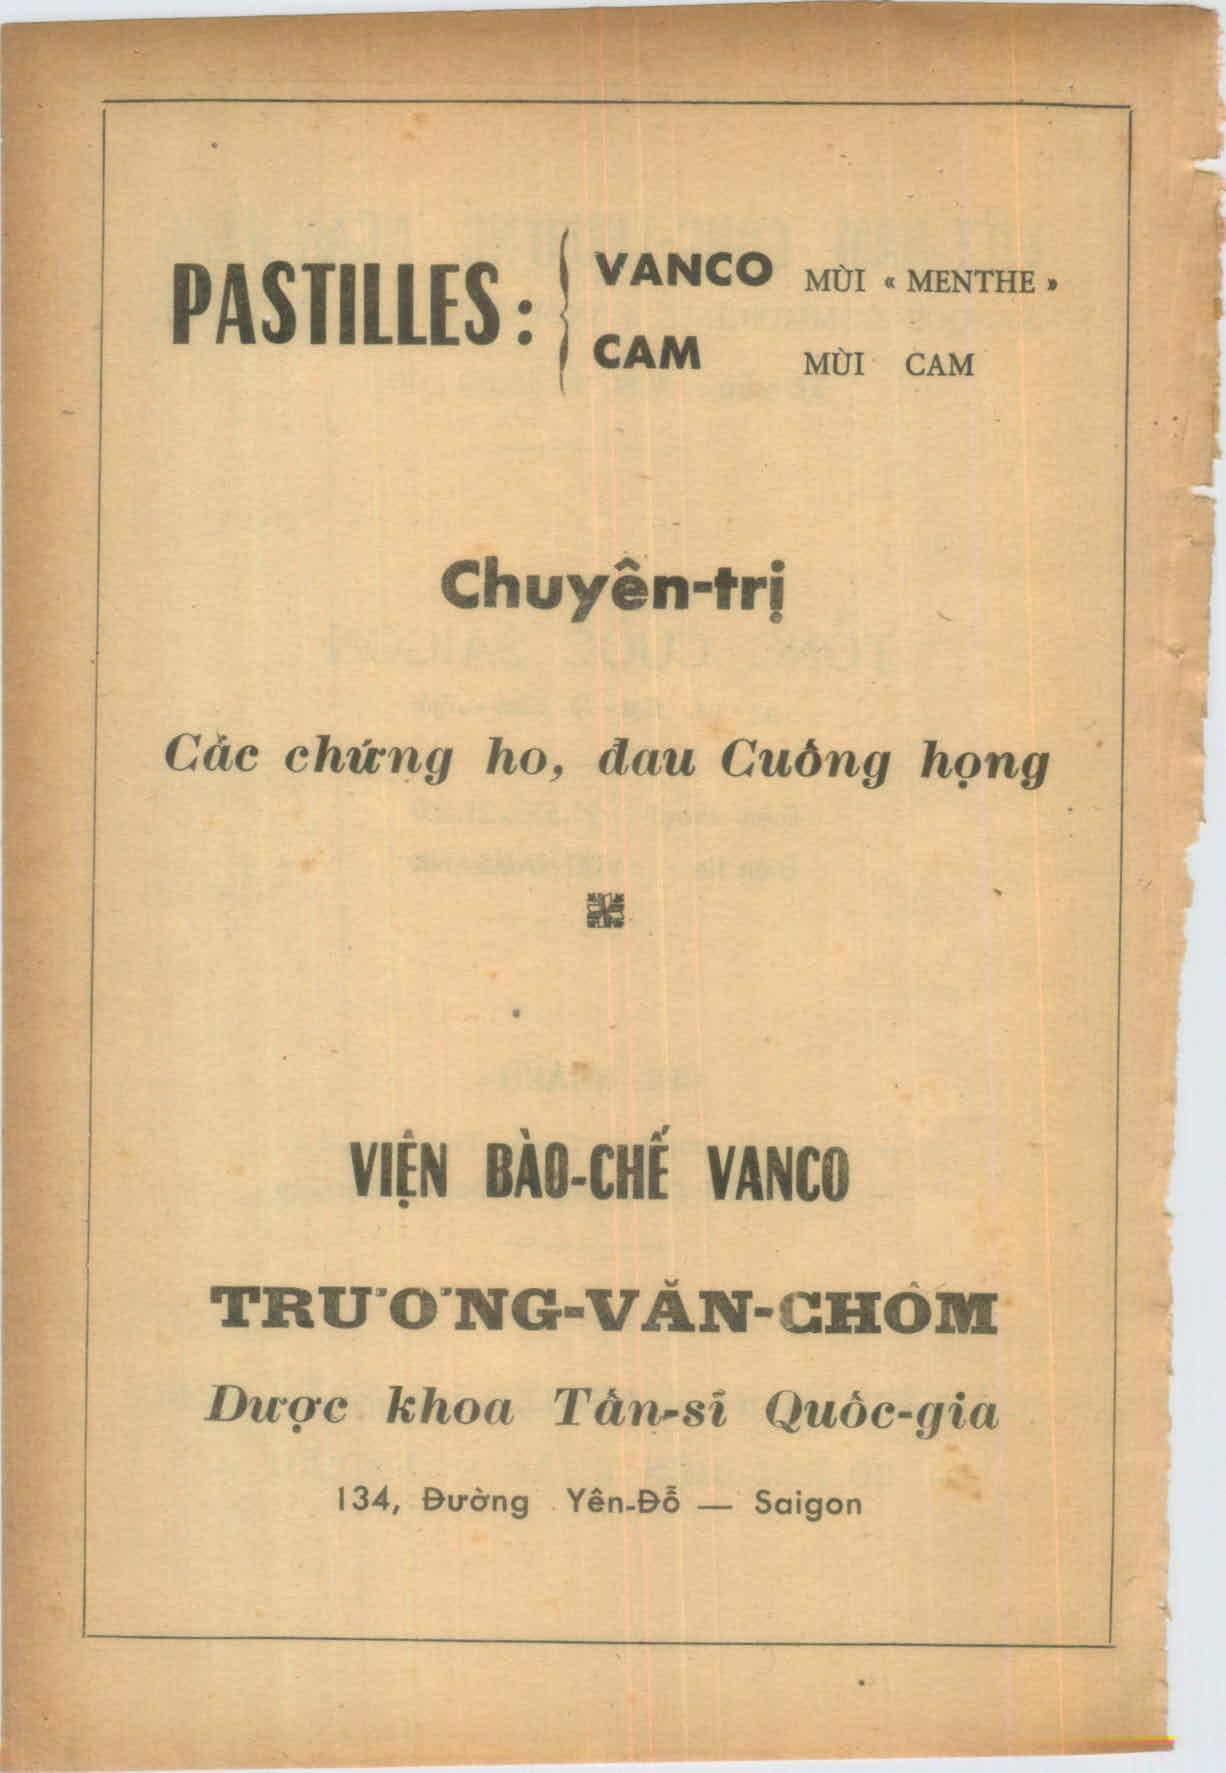 PASTILLES : { VANCO MÙI « MENTHE »
CAM MÙI CAM
Chuyên-trị
Các chứng ho, đau Cuống họng
VIỆN BÀO-CHẾ VANCO
TRƯƠNG-VĂN-CHÔM
Dược khoa Tấn-sĩ Quốc-gia
134, Đường Yên-Đỗ — Saigon